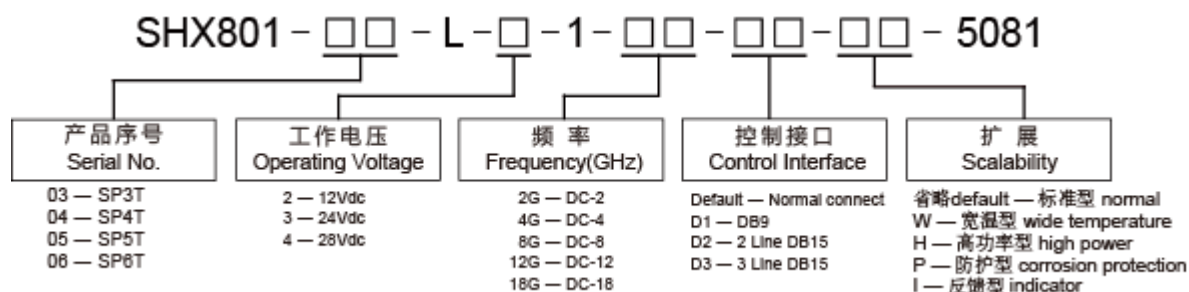 SHX801 - □□ - L - □ - 1 - □□ - □□ - □□ - 5081
产品序号
Serial No.
03 — SP3T
04 — SP4T
05 — SP5T
06 — SP6T
工作电压
Operating Voltage
2 — 12Vdc
3 — 24Vdc
4 — 28Vdc
频 率
Frequency(GHz)
2G — DC-2
4G — DC-4
8G — DC-8
12G — DC-12
18G — DC-18
控制接口
Control Interface
Default — Normal connect
D1 — DB9
D2 — 2 Line DB15
D3 — 3 Line DB15
扩 展
Scalability
省略default — 标准型 normal
W — 宽温型 wide temperature
H — 高功率型 high power
P — 防护型 corrosion protection
I — 反馈型 indicator